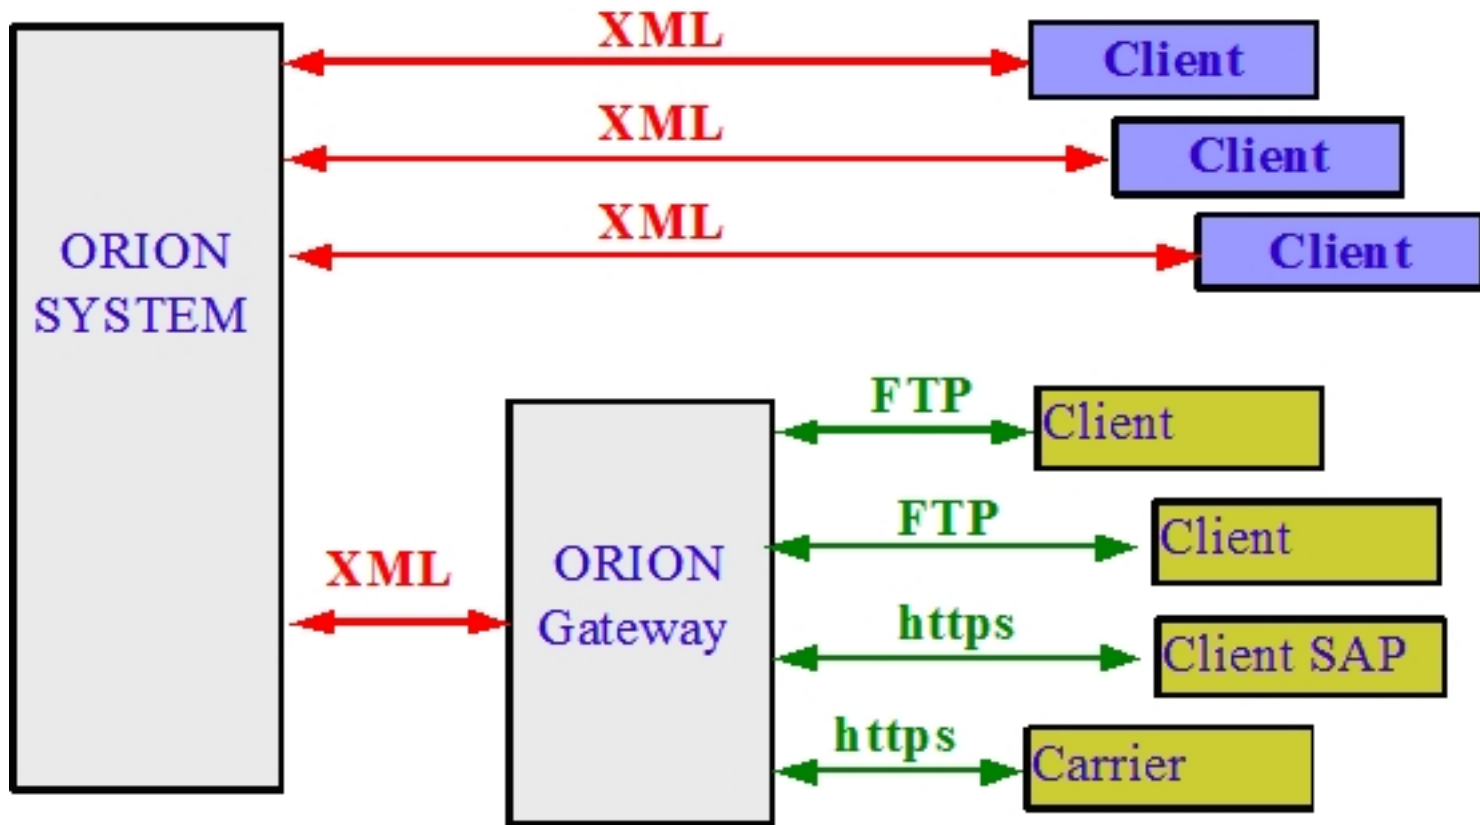 XML
Client
XML
Client
XML
Client
ORION
SYSTEM
FTP
Client
FTP
Client
XML
ORION
Gateway
https
Client SAP
https
Carrier